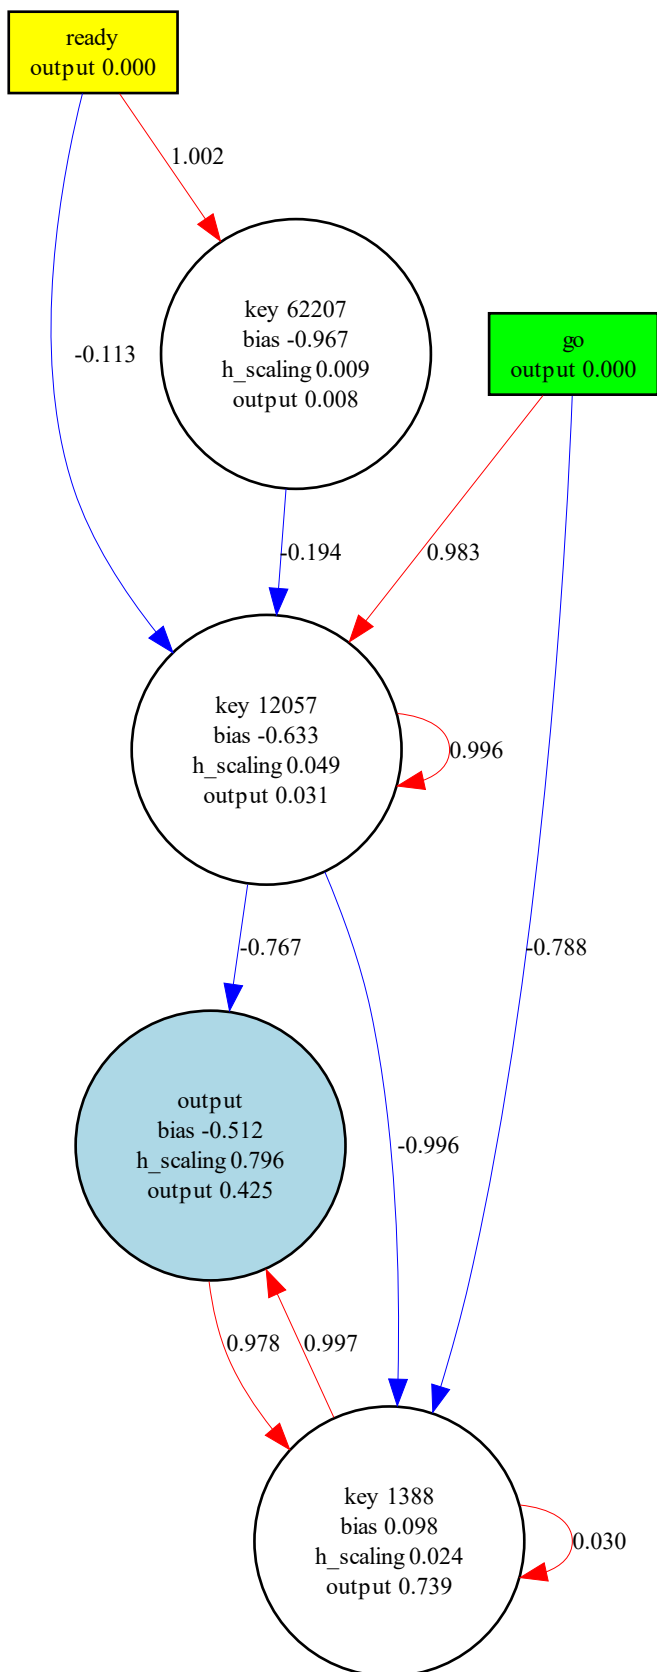 ready
output 0.000
1.002
key 62207
bias -0.967
h_scaling 0.009
output 0.008
go
output 0.000
-0.113
-0.194
0.983
key 12057
bias -0.633
h_scaling 0.049
output 0.031
0.996
-0.767
-0.788
output
bias -0.512
h_scaling 0.796
output 0.425
-0.996
0.978
0.997
key 1388
bias 0.098
h_scaling 0.024
output 0.739
0.030